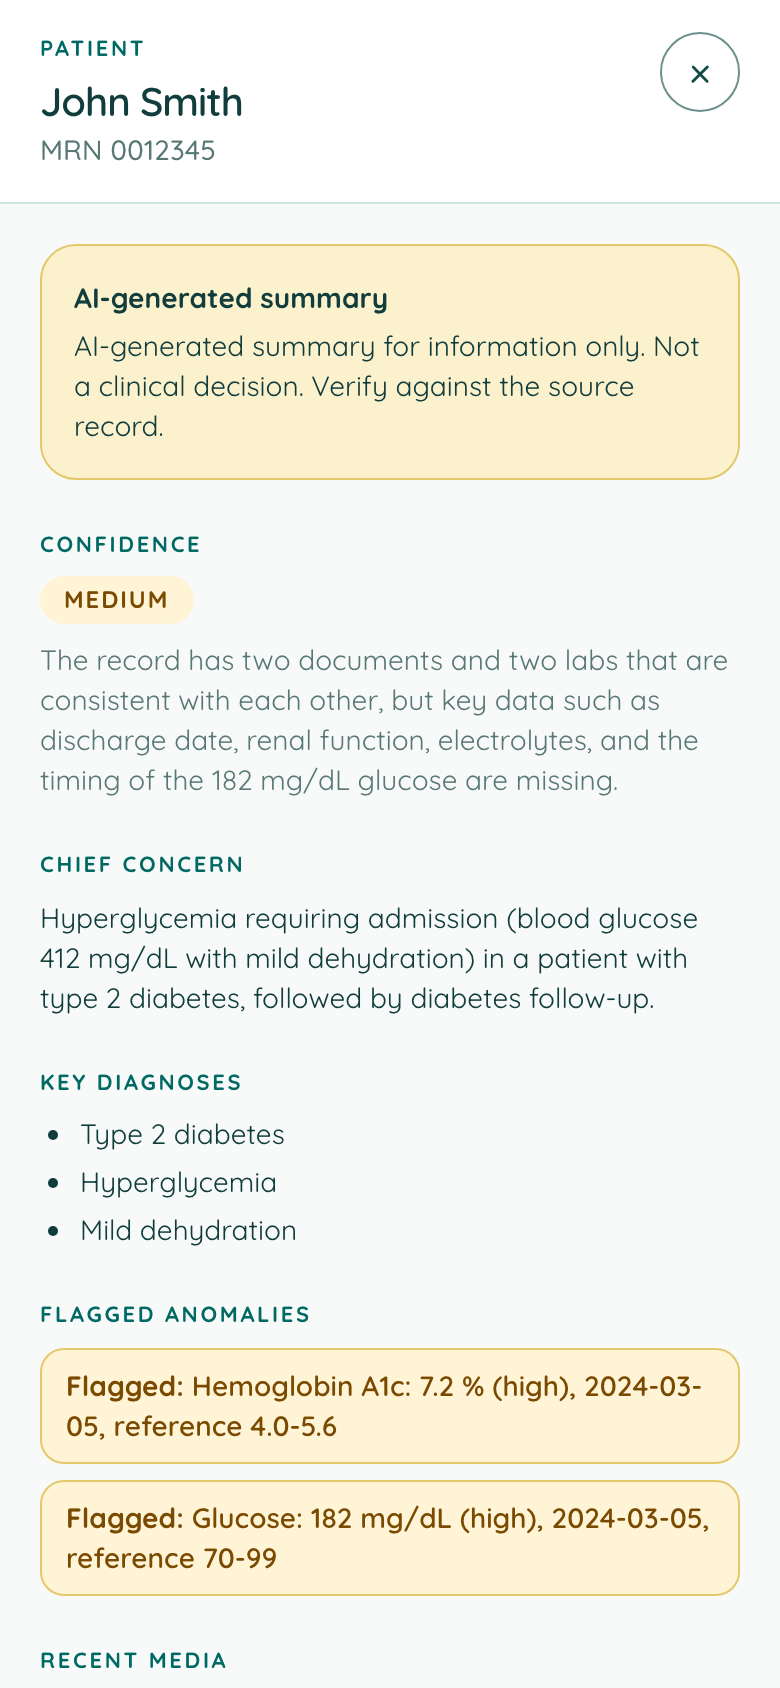 PATIENT
John Smith
MRN 0012345
AI-generated summary
AI-generated summary for information only. Not
a clinical decision. Verify against the source
record.
CONFIDENCE
MEDIUM
The record has two documents and two labs that are
consistent with each other, but key data such as
discharge date, renal function, electrolytes, and the
timing of the 182 mg/dL glucose are missing.
CHIEF CONCERN
Hyperglycemia requiring admission (blood glucose
412 mg/dL with mild dehydration) in a patient with
type 2 diabetes, followed by diabetes follow-up.
KEY DIAGNOSES
• Type 2 diabetes
• Hyperglycemia
• Mild dehydration
FLAGGED ANOMALIES
Flagged: Hemoglobin A1c: 7.2 % (high), 2024-03-
05, reference 4.0-5.6
Flagged: Glucose: 182 mg/dL (high), 2024-03-05,
reference 70-99
RECENT MEDIA